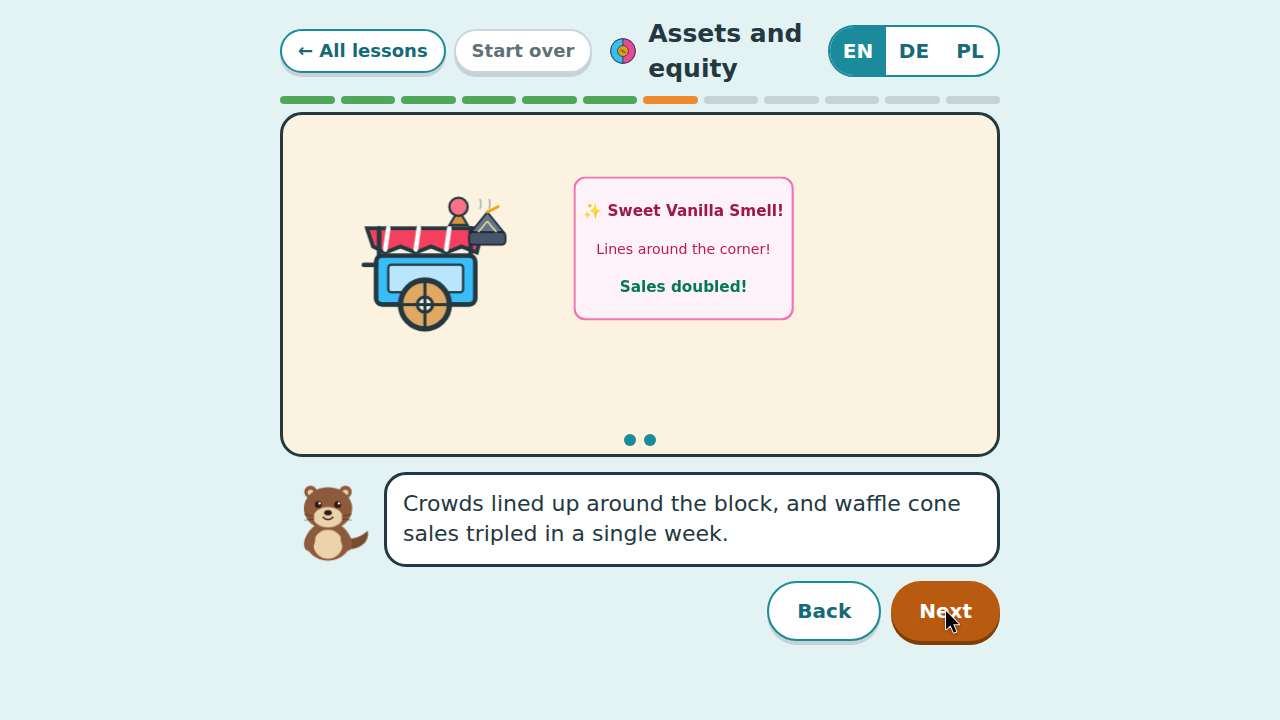 ← All lessons
Start over
Assets and
equity
EN DE PL
✨ Sweet Vanilla Smell!
Lines around the corner!
Sales doubled!
Crowds lined up around the block, and waffle cone
sales tripled in a single week.
Back
Next